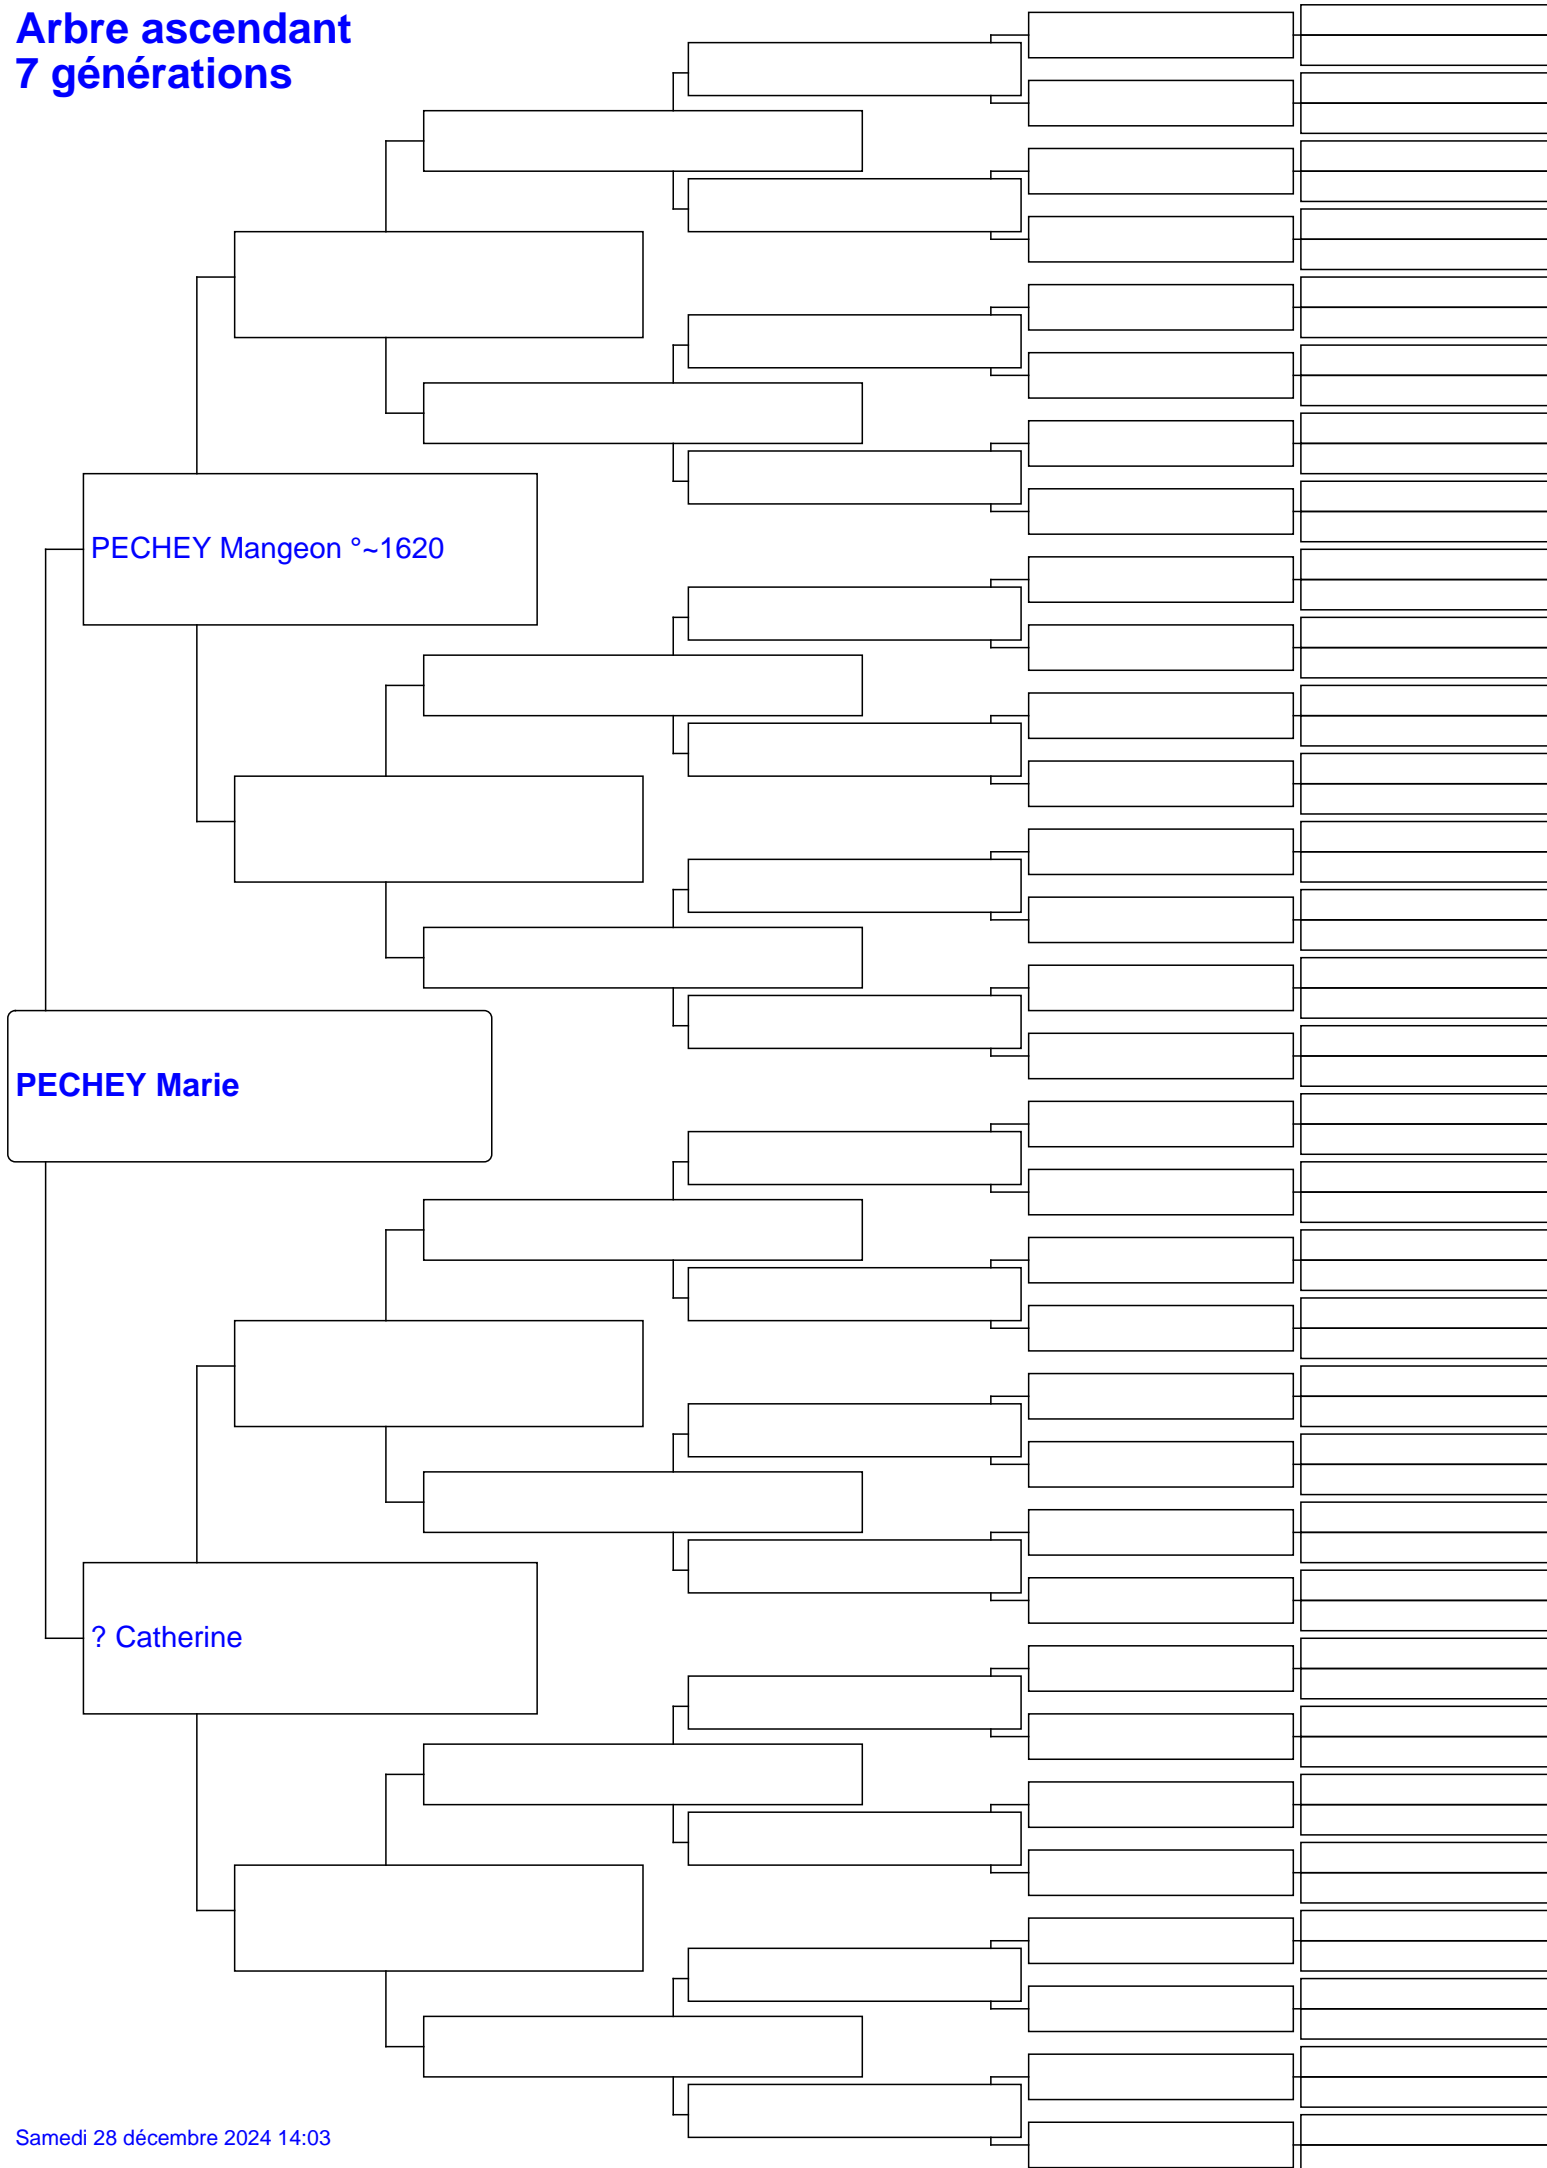 Arbre ascendant
7 générations
PECHEY Mangeon °~1620
PECHEY Marie
? Catherine
Samedi 28 décembre 2024 14:03